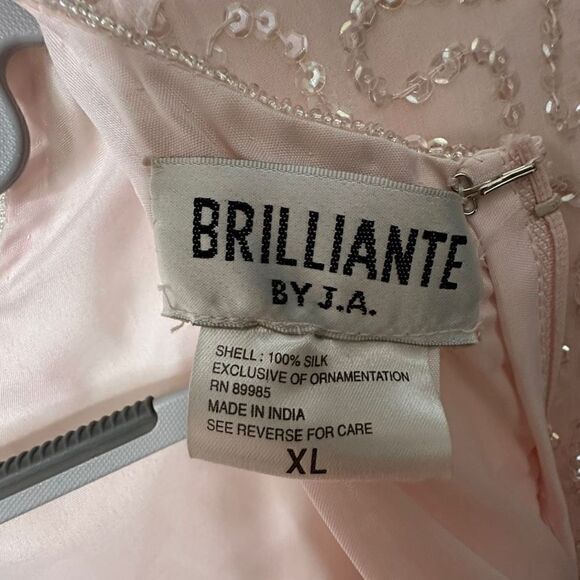 BRILLIANTE
BY J.A.
SHELL : 100% SILK
EXCLUSIVE OF ORNAMENTATION
RN 89985
MADE IN INDIA
SEE REVERSE FOR CARE
XL